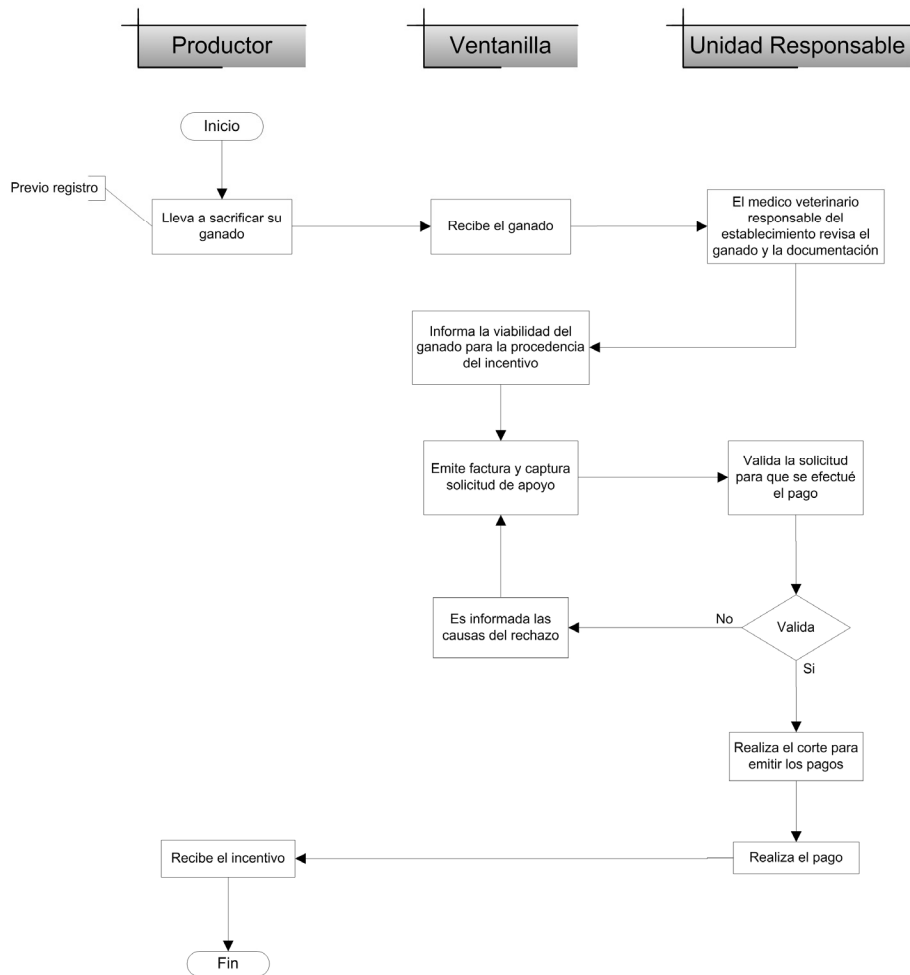 Productor
Ventanilla
Unidad Responsable
Inicio
Previo registro
Lleva a sacrificar su
ganado
Recibe el ganado
El medico veterinario
responsable del
establecimiento revisa el
ganado y la documentación
Informa la viabilidad del
ganado para la procedencia
del incentivo
Emite factura y captura
solicitud de apoyo
Valida la solicitud
para que se efectué
el pago
Es informada las
causas del rechazo
No
Valida
Si
Realiza el corte para
emitir los pagos
Recibe el incentivo
Realiza el pago
Fin